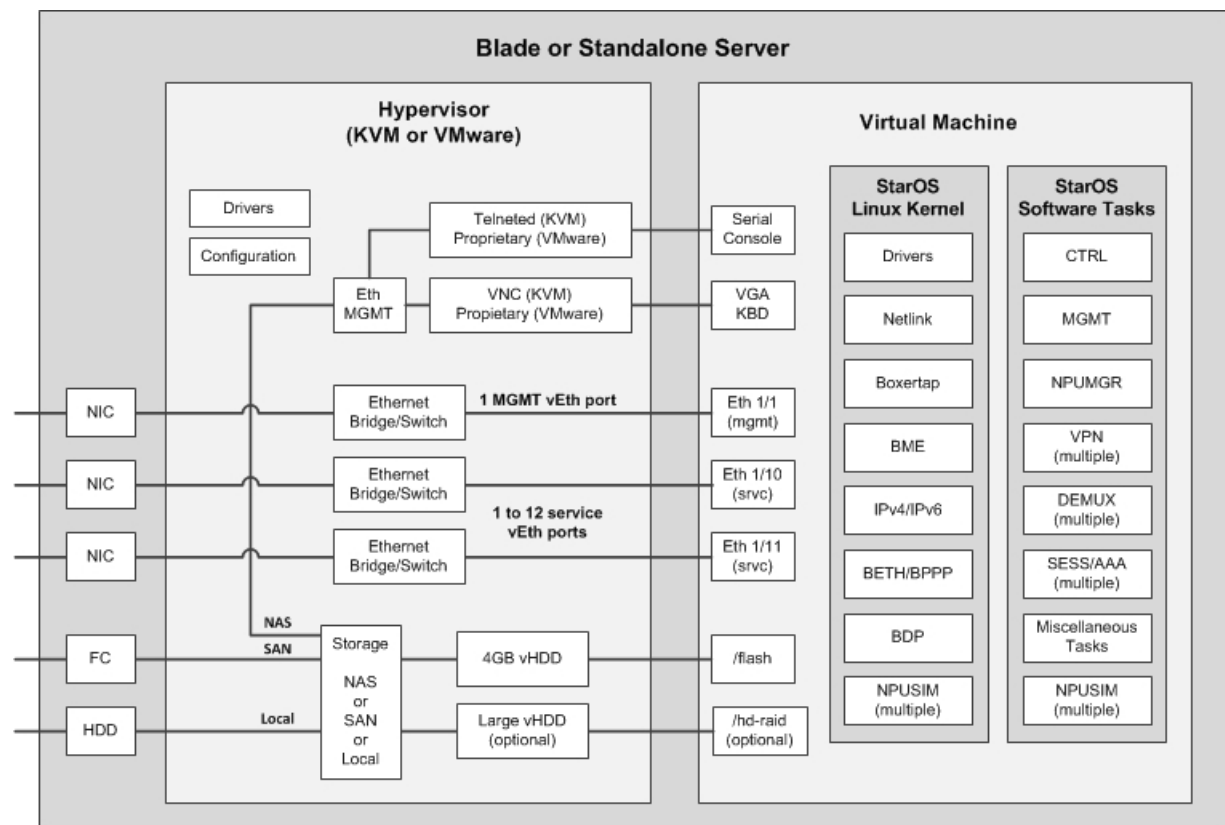 Blade or Standalone Server
Hypervisor
(KVM or VMware)
Drivers
Configuration
Telneted (KVM)
Proprietary (VMware)
Eth
MGMT
VNC (KVM)
Propietary (VMware)
NIC
Ethernet
Bridge/Switch
1 MGMT vEth port
NIC
Ethernet
Bridge/Switch
1 to 12 service
vEth ports
NIC
Ethernet
Bridge/Switch
NAS
SAN
FC
Local
HDD
Storage
NAS
or
SAN
or
Local
4GB vHDD
Large vHDD
(optional)
Virtual Machine
Serial
Console
VGA
KBD
Eth 1/1
(mgmt)
Eth 1/10
(srvc)
Eth 1/11
(srvc)
/flash
/hd-raid
(optional)
StarOS
Linux Kernel
Drivers
Netlink
Boxertap
BME
IPv4/IPv6
BETH/BPPP
BDP
NPUSIM
(multiple)
StarOS
Software Tasks
CTRL
MGMT
NPUMGR
VPN
(multiple)
DEMUX
(multiple)
SESS/AAA
(multiple)
Miscellaneous
Tasks
NPUSIM
(multiple)